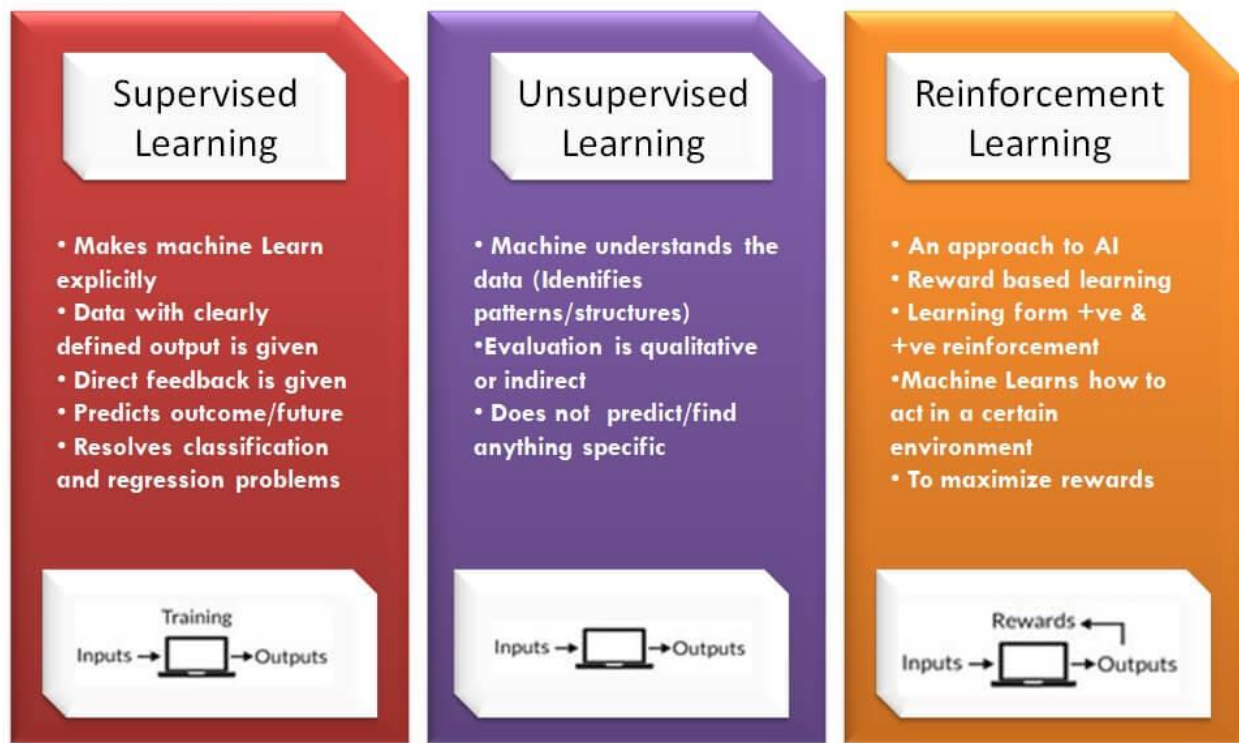 Supervised
Learning
• Makes machine Learn
explicitly
• Data with clearly
defined output is given
• Direct feedback is given
• Predicts outcome/future
• Resolves classification
and regression problems
Training
Inputs → → Outputs
Unsupervised
Learning
• Machine understands the
data (Identifies
patterns/structures)
•Evaluation is qualitative
or indirect
• Does not predict/find
anything specific
Inputs → → Outputs
Reinforcement
Learning
• An approach to AI
• Reward based learning
• Learning form +ve &
+ve reinforcement
•Machine Learns how to
act in a certain
environment
• To maximize rewards
Rewards
Inputs → → Outputs